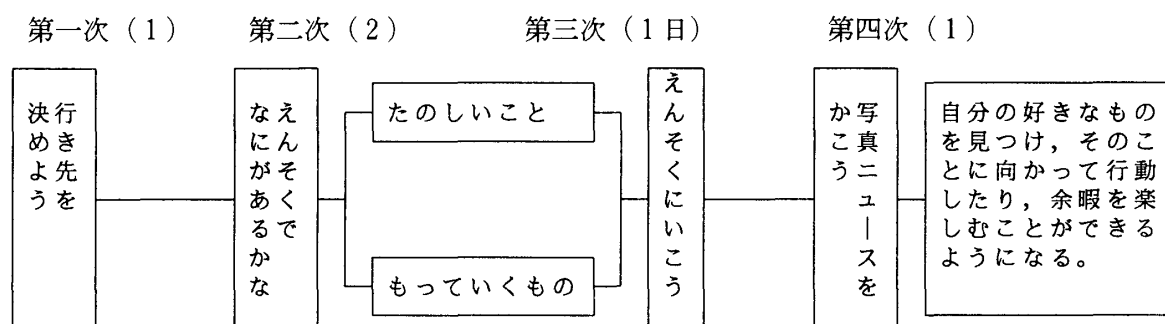 第一次（1）
第二次（2）
第三次（1日）
第四次（1）
行き先を
決めよう
えんそくで
なにがあるかな
たのしいこと
もっていくもの
えんそくにいこう
写真ニュースを
かこう
自分の好きなもの
を見つけ，そのこ
とに向かって行動
したり，余暇を楽
しむことができる
ようになる。